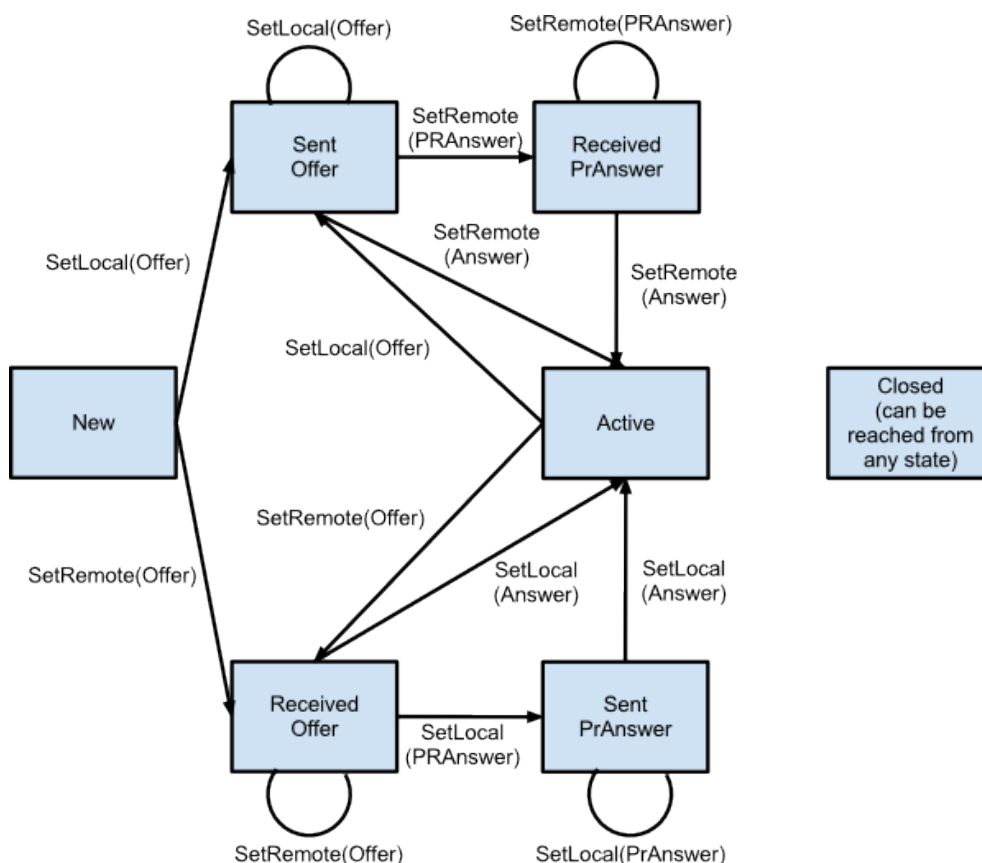 SetLocal(Offer)
SetRemote(PRAnswer)
Sent
Offer
SetRemote
(PRAnswer)
Received
PrAnswer
SetLocal(Offer)
SetRemote
(Answer)
SetRemote
(Answer)
SetLocal(Offer)
New
Active
Closed
(can be
reached from
any state)
SetRemote(Offer)
SetRemote(Offer)
SetLocal
(Answer)
SetLocal
(Answer)
Received
Offer
SetLocal
(PRAnswer)
Sent
PrAnswer
SetRemote(Offer)
SetLocal(PrAnswer)